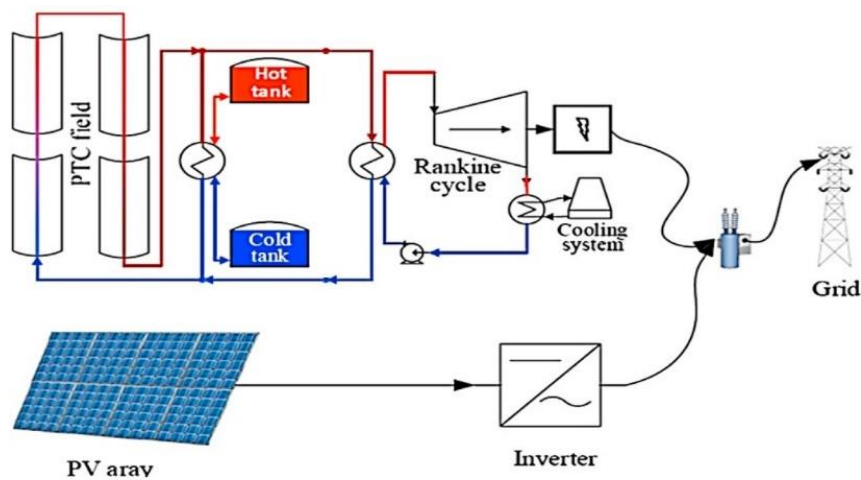 PTC field
Hot
tank
Cold
tank
Rankine
cycle
Cooling
system
Grid
PV aray
Inverter